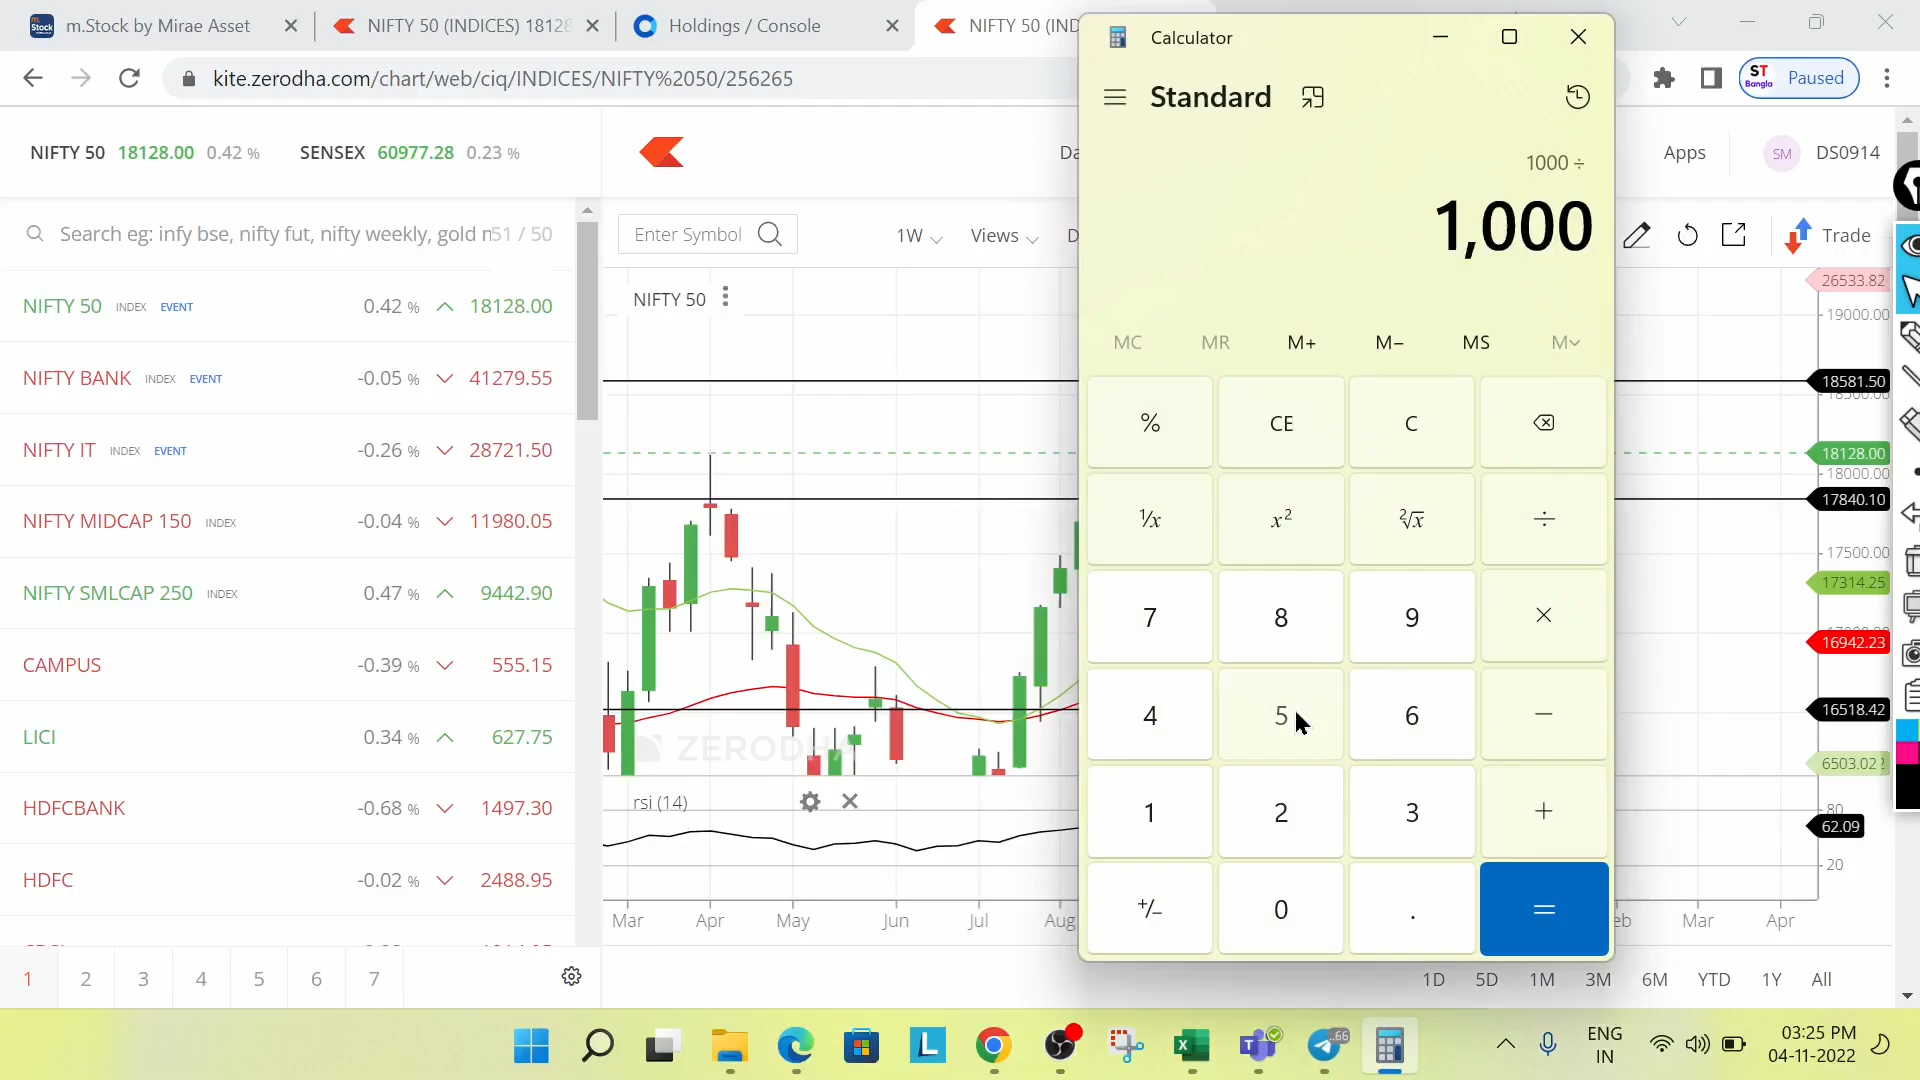 m.Stock by Mirae Asset
NIFTY 50 (INDICES) 1812
Holdings / Console
NIFTY 50 (IND
kite.zerodha.com/chart/web/ciq/INDICES/NIFTY%2050/256265
ST Bangla
Paused
NIFTY 50 18128.00 0.42 %
SENSEX 60977.28 0.23 %
Apps
SM
DS0914
Search eg: infy bse, nifty fut, nifty weekly, gold
51 / 50
Enter Symbol
1W
Views
Trade
NIFTY 50 INDEX EVENT 0.42 % 18128.00
NIFTY BANK INDEX EVENT -0.05 % 41279.55
NIFTY IT INDEX EVENT -0.26 % 28721.50
NIFTY MIDCAP 150 INDEX -0.04 % 11980.05
NIFTY SMLCAP 250 INDEX 0.47 % 9442.90
CAMPUS -0.39 % 555.15
LICI 0.34 % 627.75
HDFCBANK -0.68 % 1497.30
HDFC -0.02 % 2488.95
1 2 3 4 5 6 7
NIFTY 50
ZERODHA
rsi (14)
Mar Apr May Jun Jul Aug
Mar Apr
26533.82
19000.00
18581.50
18500.00
18128.00
18000.00
17840.10
17500.00
17314.25
16942.23
16518.42
6503.02
80
62.09
20
1D 5D 1M 3M 6M YTD 1Y All
Calculator
Standard
1000 ÷
1,000
MC MR M+ M− MS M
% CE C
¹/x x² ²√x ÷
7 8 9 ×
4 5 6 −
1 2 3 +
+/− 0 . =
L
66
ENG
IN
03:25 PM
04-11-2022